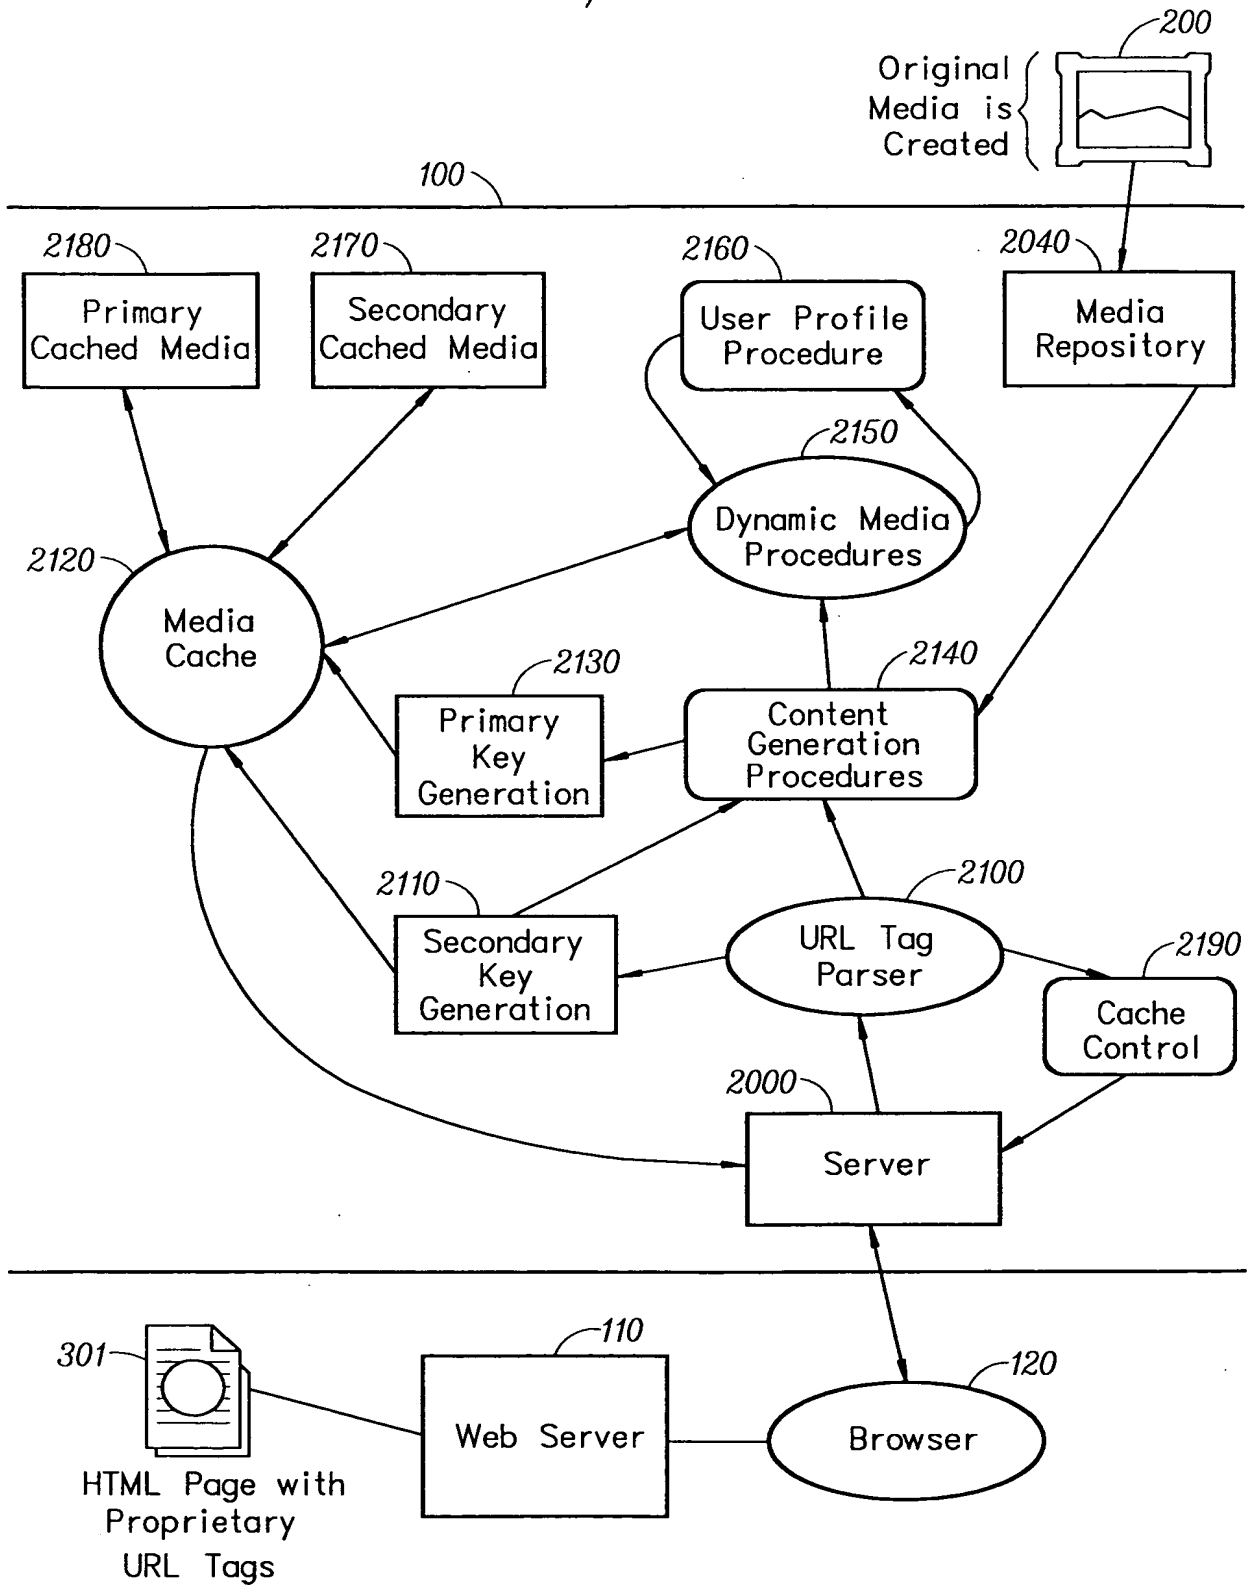 200
Original
Media is
Created
100
2180
2170
2160
2040
Primary
Cached Media
Secondary
Cached Media
User Profile
Procedure
Media
Repository
2150
Dynamic Media
Procedures
2120
Media
Cache
2130
2140
Primary
Key
Generation
Content
Generation
Procedures
2110
2100
Secondary
Key
Generation
URL Tag
Parser
2190
Cache
Control
2000
Server
301
110
120
Web Server
Browser
HTML Page with
Proprietary
URL Tags